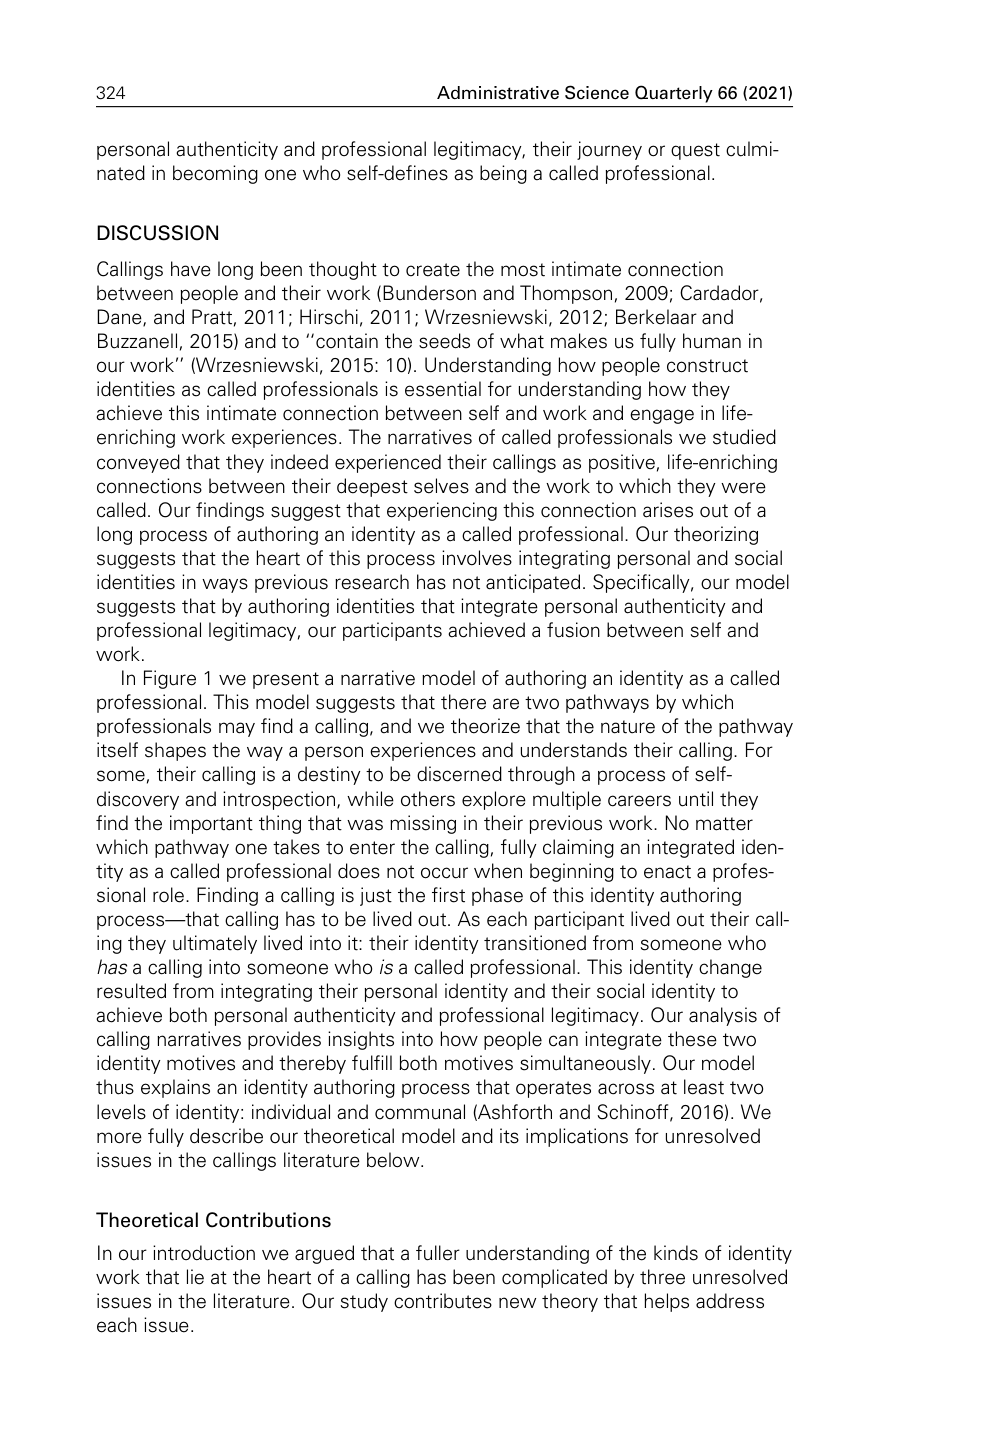 324
Administrative Science Quarterly 66 (2021)
personal authenticity and professional legitimacy, their journey or quest culmi-
nated in becoming one who self-defines as being a called professional.
DISCUSSION
Callings have long been thought to create the most intimate connection
between people and their work (Bunderson and Thompson, 2009; Cardador,
Dane, and Pratt, 2011; Hirschi, 2011; Wrzesniewski, 2012; Berkelaar and
Buzzanell, 2015) and to ‘‘contain the seeds of what makes us fully human in
our work’’ (Wrzesniewski, 2015: 10). Understanding how people construct
identities as called professionals is essential for understanding how they
achieve this intimate connection between self and work and engage in life-
enriching work experiences. The narratives of called professionals we studied
conveyed that they indeed experienced their callings as positive, life-enriching
connections between their deepest selves and the work to which they were
called. Our findings suggest that experiencing this connection arises out of a
long process of authoring an identity as a called professional. Our theorizing
suggests that the heart of this process involves integrating personal and social
identities in ways previous research has not anticipated. Specifically, our model
suggests that by authoring identities that integrate personal authenticity and
professional legitimacy, our participants achieved a fusion between self and
work.
In Figure 1 we present a narrative model of authoring an identity as a called
professional. This model suggests that there are two pathways by which
professionals may find a calling, and we theorize that the nature of the pathway
itself shapes the way a person experiences and understands their calling. For
some, their calling is a destiny to be discerned through a process of self-
discovery and introspection, while others explore multiple careers until they
find the important thing that was missing in their previous work. No matter
which pathway one takes to enter the calling, fully claiming an integrated iden-
tity as a called professional does not occur when beginning to enact a profes-
sional role. Finding a calling is just the first phase of this identity authoring
process—that calling has to be lived out. As each participant lived out their call-
ing they ultimately lived into it: their identity transitioned from someone who
has a calling into someone who is a called professional. This identity change
resulted from integrating their personal identity and their social identity to
achieve both personal authenticity and professional legitimacy. Our analysis of
calling narratives provides insights into how people can integrate these two
identity motives and thereby fulfill both motives simultaneously. Our model
thus explains an identity authoring process that operates across at least two
levels of identity: individual and communal (Ashforth and Schinoff, 2016). We
more fully describe our theoretical model and its implications for unresolved
issues in the callings literature below.
Theoretical Contributions
In our introduction we argued that a fuller understanding of the kinds of identity
work that lie at the heart of a calling has been complicated by three unresolved
issues in the literature. Our study contributes new theory that helps address
each issue.